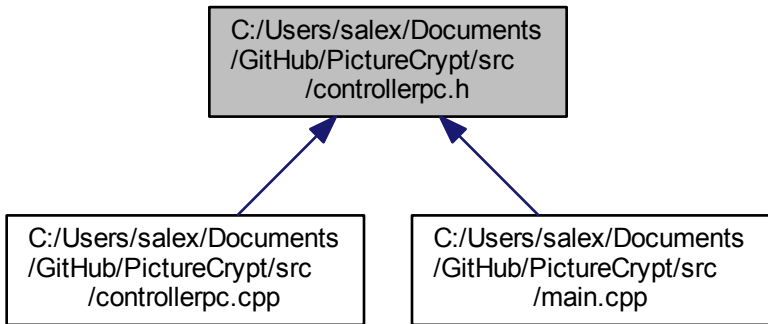 C:/Users/salex/Documents
/GitHub/PictureCrypt/src
/controllerpc.h
C:/Users/salex/Documents
/GitHub/PictureCrypt/src
/controllerpc.cpp
C:/Users/salex/Documents
/GitHub/PictureCrypt/src
/main.cpp